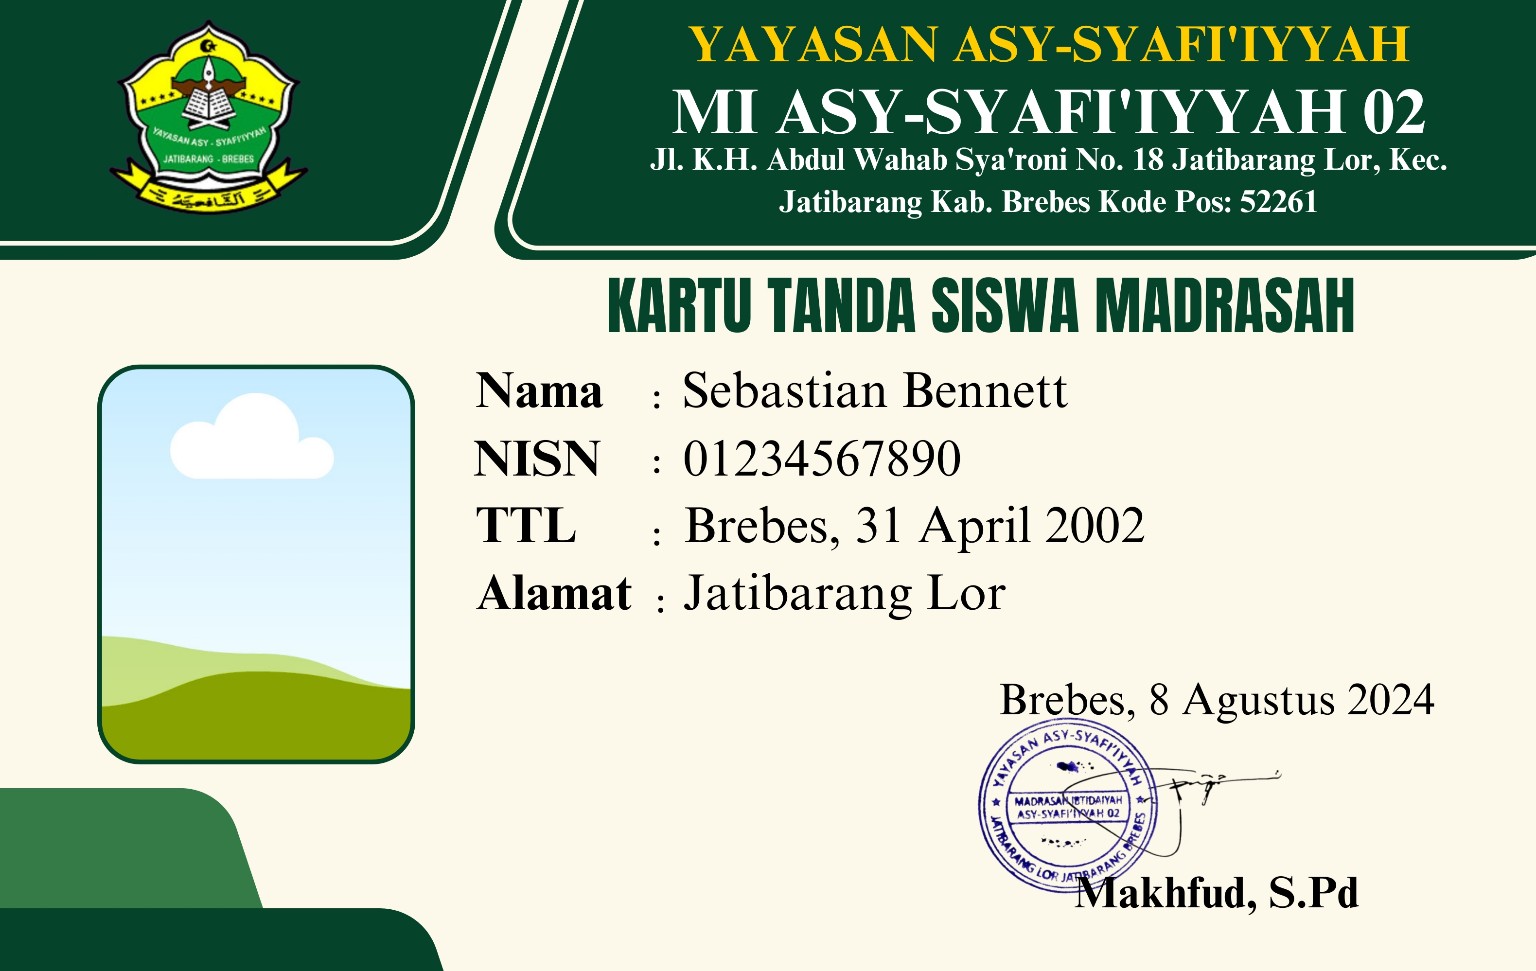 YAYASAN ASY-SYAFI'IYYAH
MI ASY-SYAFI'IYYAH 02
Jl. K.H. Abdul Wahab Sya'roni No. 18 Jatibarang Lor, Kec.
Jatibarang Kab. Brebes Kode Pos: 52261
YAYASAN ASY - SYAFI'IYYAH
JATIBARANG - BREBES
KARTU TANDA SISWA MADRASAH
Nama : Sebastian Bennett
NISN : 01234567890
TTL : Brebes, 31 April 2002
Alamat : Jatibarang Lor
Brebes, 8 Agustus 2024
YAYASAN ASY-SYAFI'IYYAH
MADRASAH IBTIDAIYAH
ASY-SYAFI'IYYAH 02
JATIBARANG LOR JATIBARANG BREBES
Makhfud, S.Pd